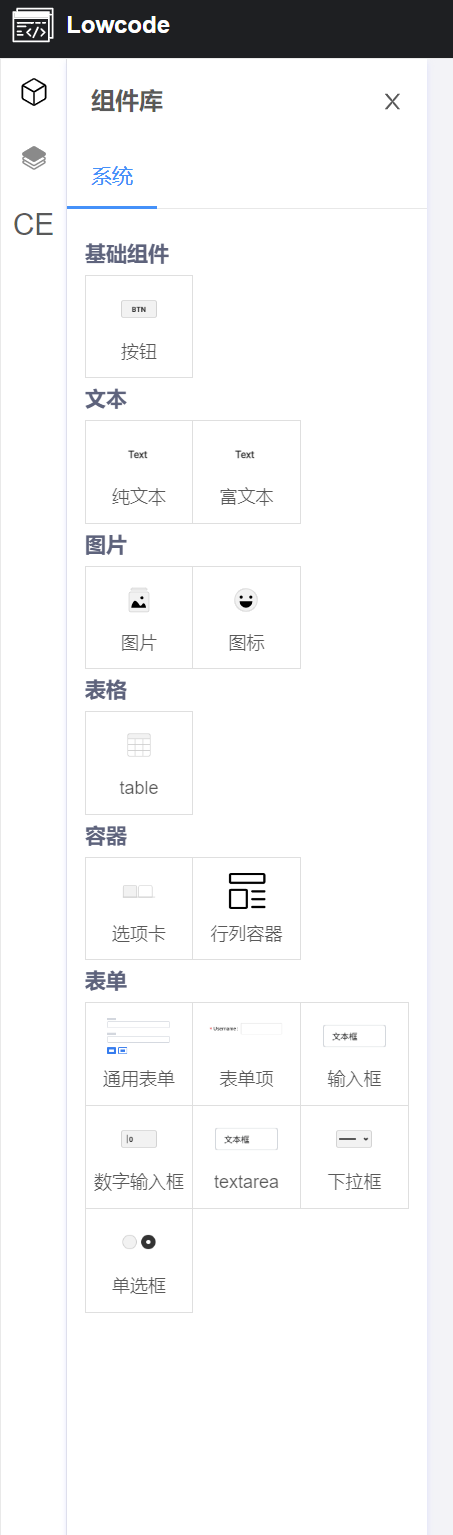 Lowcode
组件库
系统
CE
基础组件
BTN
按钮
文本
Text Text
纯文本 富文本
图片
图片 图标
表格
table
容器
选项卡 行列容器
表单
* Username: 文本框
通用表单 表单项 输入框
0 文本框
数字输入框 textarea 下拉框
单选框